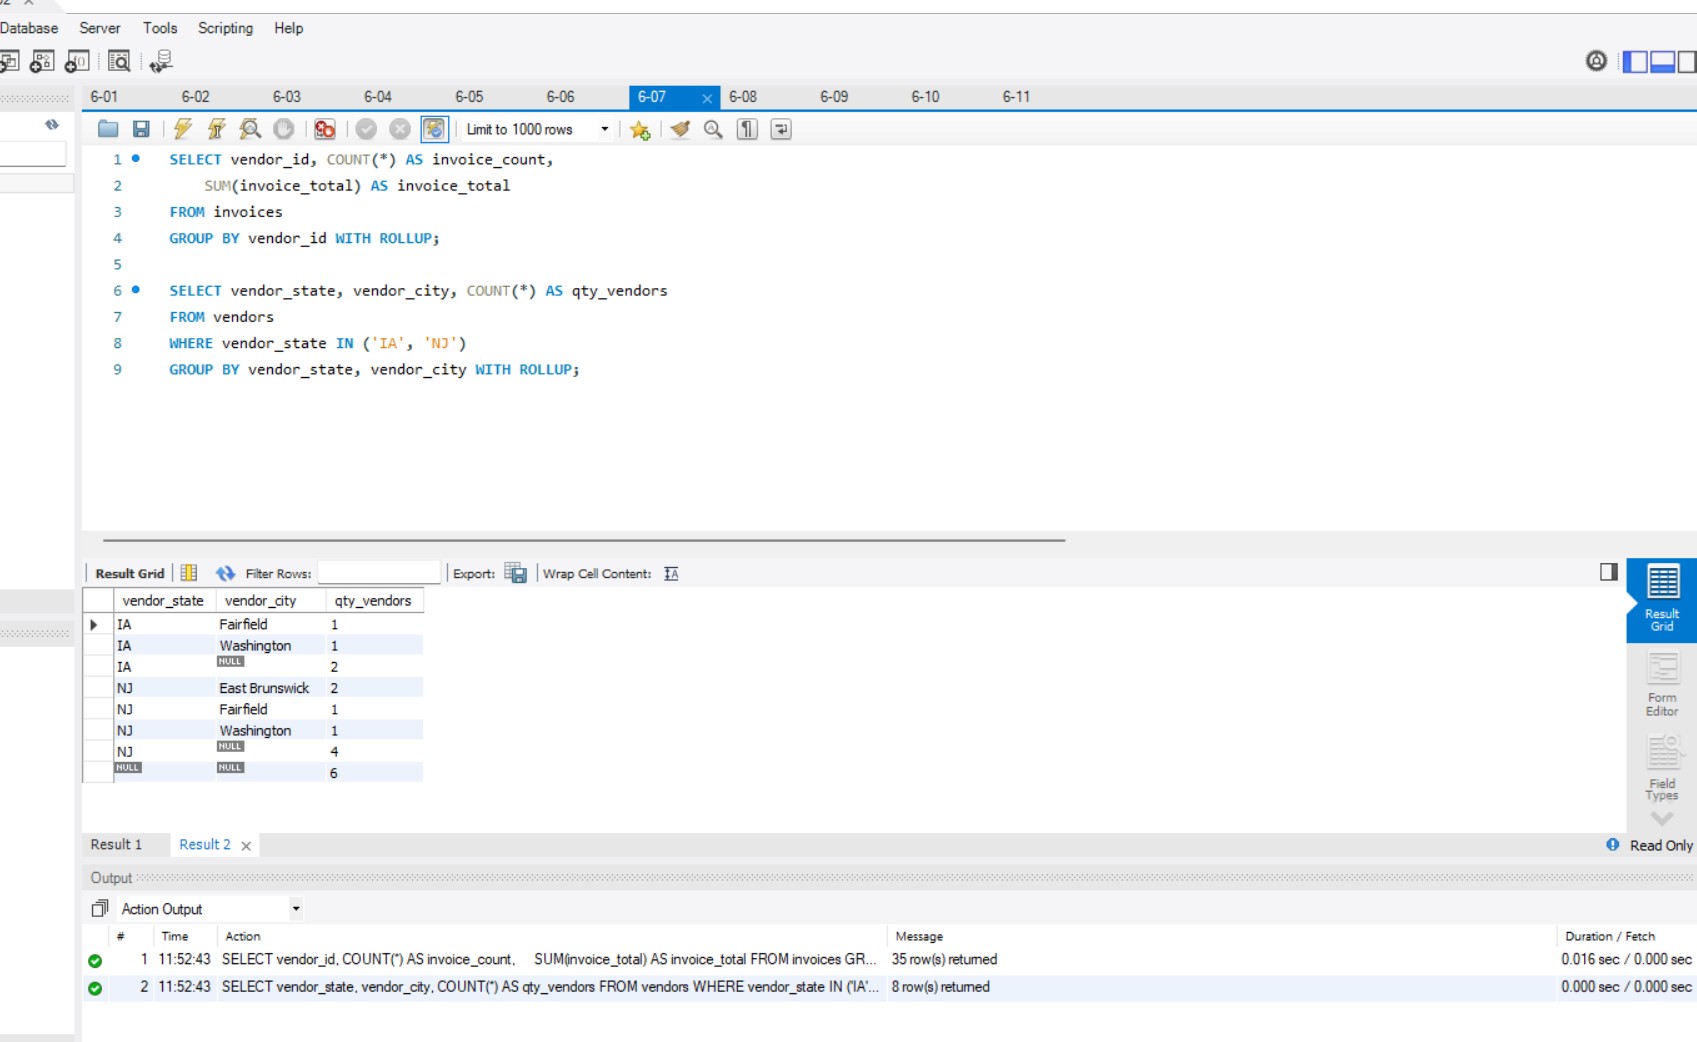 Database Server Tools Scripting Help
6-01 6-02 6-03 6-04 6-05 6-06 6-07 6-08 6-09 6-10 6-11
Limit to 1000 rows
1 SELECT vendor_id, COUNT(*) AS invoice_count,
2 SUM(invoice_total) AS invoice_total
3 FROM invoices
4 GROUP BY vendor_id WITH ROLLUP;
5
6 SELECT vendor_state, vendor_city, COUNT(*) AS qty_vendors
7 FROM vendors
8 WHERE vendor_state IN ('IA', 'NJ')
9 GROUP BY vendor_state, vendor_city WITH ROLLUP;
Result Grid Filter Rows: Export: Wrap Cell Content:
vendor_state vendor_city qty_vendors
IA Fairfield 1
IA Washington 1
IA NULL 2
NJ East Brunswick 2
NJ Fairfield 1
NJ Washington 1
NJ NULL 4
NULL NULL 6
Result
Grid
Form
Editor
Field
Types
Result 1 Result 2 Read Only
Output
Action Output
# Time Action Message Duration / Fetch
1 11:52:43 SELECT vendor_id, COUNT(*) AS invoice_count, SUM(invoice_total) AS invoice_total FROM invoices GR... 35 row(s) returned 0.016 sec / 0.000 sec
2 11:52:43 SELECT vendor_state, vendor_city, COUNT(*) AS qty_vendors FROM vendors WHERE vendor_state IN ('IA'... 8 row(s) returned 0.000 sec / 0.000 sec